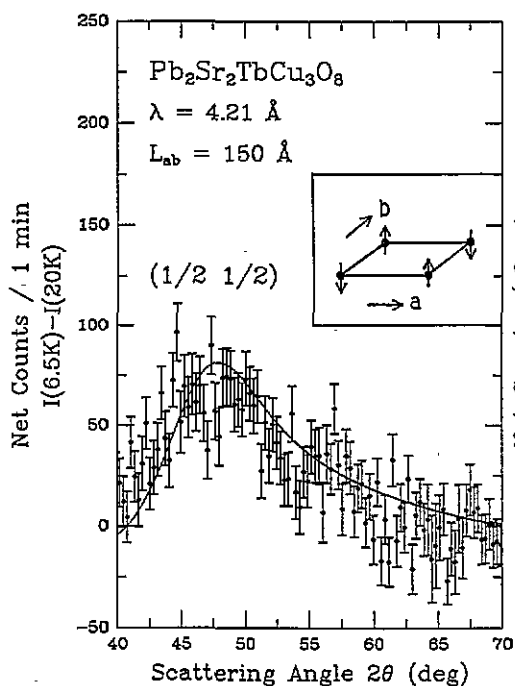 250
200
150
100
50
0
-50
Net Counts / 1 min
I(6.5K)-I(20K)
Pb₂Sr₂TbCu₃O₈
λ = 4.21 Å
L_ab = 150 Å
b
a
(1/2 1/2)
40 45 50 55 60 65 70
Scattering Angle 2θ (deg)